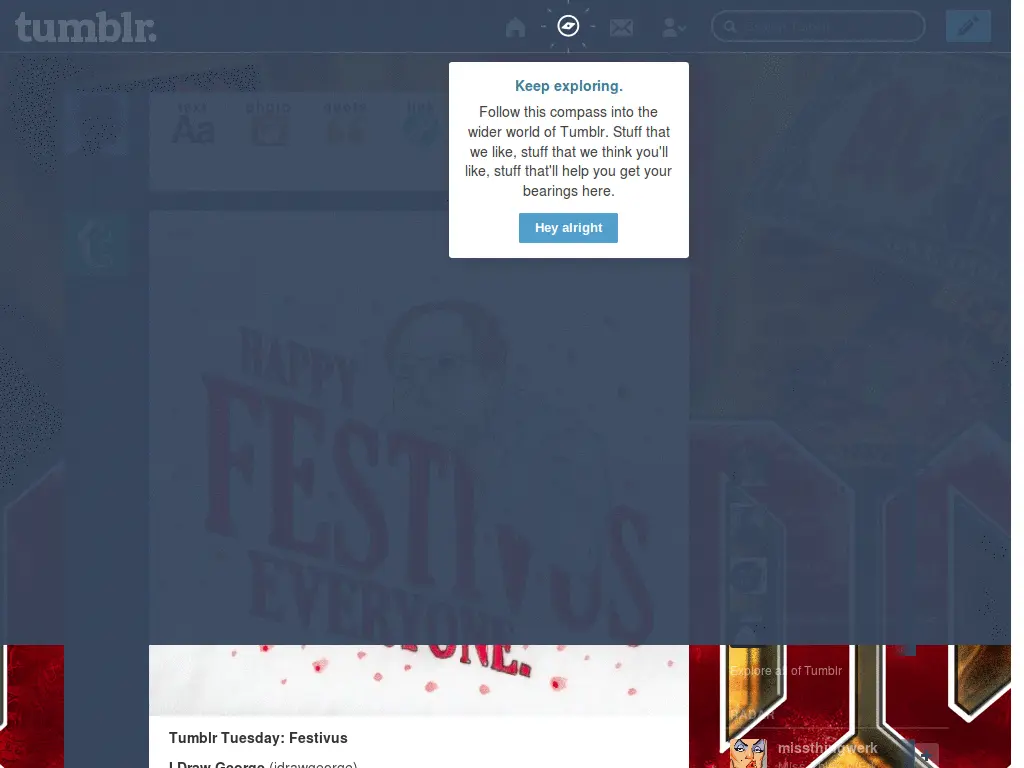 tumblr.
Keep exploring.
Follow this compass into the
wider world of Tumblr. Stuff that
we like, stuff that we think you'll
like, stuff that'll help you get your
bearings here.
Hey alright
text photo quote link
Aa
HAPPY
FESTIVUS
EVERYONE.
Explore all of Tumblr
RADAR
Tumblr Tuesday: Festivus
missthingwerk
I Draw George (idrawgeorge)